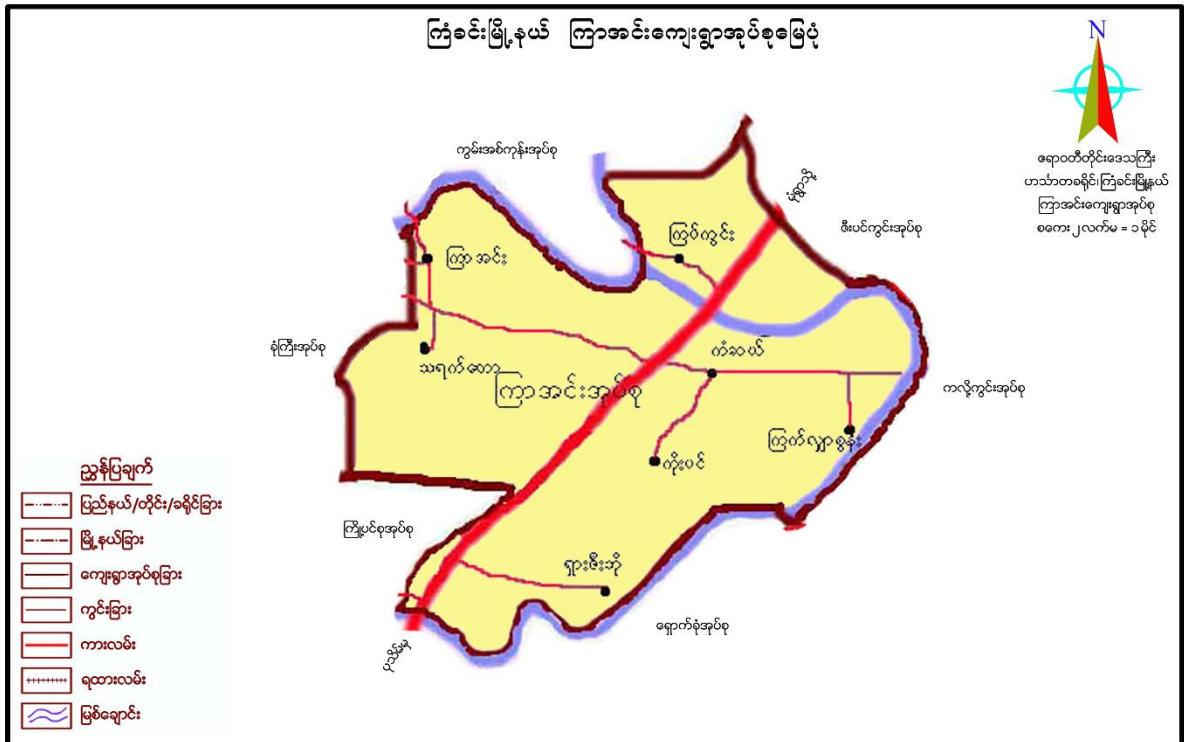 ကြံခင်းမြို့နယ် ကြာအင်းကျေးရွာအုပ်စုမြေပုံ
N
ဧရာဝတီတိုင်းဒေသကြီး
ဟင်္သာတခရိုင်၊ကြံခင်းမြို့နယ်
ကြာအင်းကျေးရွာအုပ်စု
စကေး၂လက်မ = ၁မိုင်
ကွမ်းအစ်ကုန်းအုပ်စု
ဇီးပင်ကွင်းအုပ်စု
ကြပ်ကွင်း
ကြာအင်း
ခုံကြီးအုပ်စု
သရက်တော
ကံဆယ်
ကလို့ကွင်းအုပ်စု
ကြာအင်းအုပ်စု
ကြက်လျှာစွန်း
ကိုးပင်
ကြို့ပင်စုအုပ်စု
ရှားဇီးဘို
ရှောက်ခုံအုပ်စု
ညွှန်ပြချက်
ပြည်နယ်/တိုင်း/ခရိုင်ခြား
မြို့နယ်ခြား
ကျေးရွာအုပ်စုခြား
ကွင်းခြား
ကားလမ်း
ရထားလမ်း
မြစ်ချောင်း